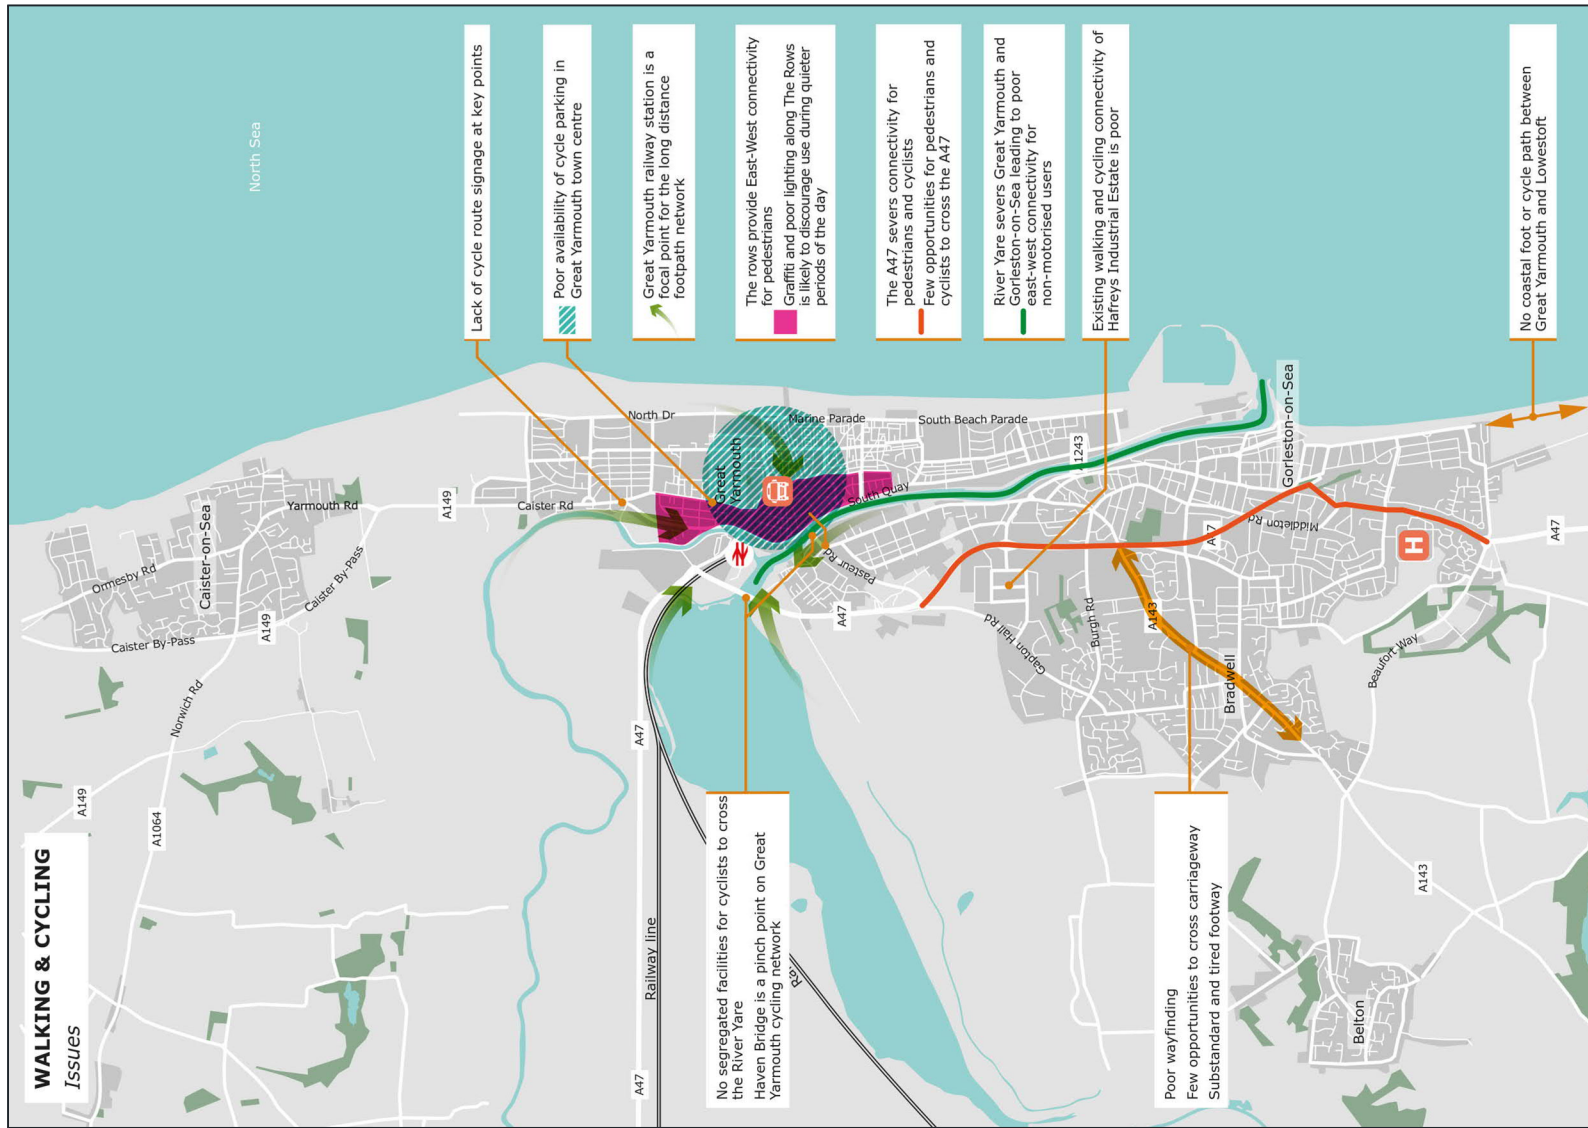 WALKING & CYCLING
Issues
North Sea
Lack of cycle route signage at key points
Poor availability of cycle parking in
Great Yarmouth town centre
Great Yarmouth railway station is a
focal point for the long distance
footpath network
The rows provide East-West connectivity
for pedestrians
Graffiti and poor lighting along The Rows
is likely to discourage use during quieter
periods of the day
The A47 severs connectivity for
pedestrians and cyclists
Few opportunities for pedestrians and
cyclists to cross the A47
River Yare severs Great Yarmouth and
Gorleston-on-Sea leading to poor
east-west connectivity for
non-motorised users
Existing walking and cycling connectivity of
Hafreys Industrial Estate is poor
No coastal foot or cycle path between
Great Yarmouth and Lowestoft
No segregated facilities for cyclists to cross
the River Yare
Haven Bridge is a pinch point on Great
Yarmouth cycling network
Poor wayfinding
Few opportunities to cross carriageway
Substandard and tired footway
A149
A1064
Norwich Rd
Caister By-Pass
Ormesby Rd
Caister-on-Sea
A149
Caister By-Pass
Yarmouth Rd
A149
Caister Rd
North Dr
Great
Yarmouth
Marine Parade
South Beach Parade
South Quay
Pasteur Rd
A47
A47
A47
Railway line
Gapton Hall Rd
Burgh Rd
A143
Bradwell
A1243
A47
Middleton Rd
Gorleston-on-Sea
H
A47
Beaufort Way
A143
Belton